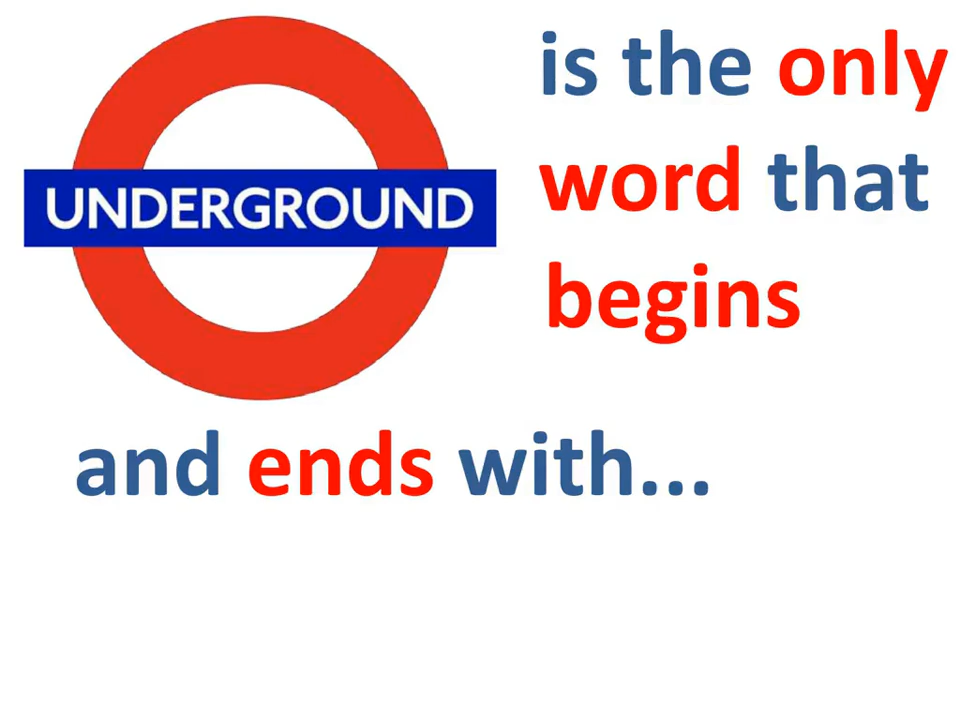 UNDERGROUND
is the only
word that
begins
and ends with...